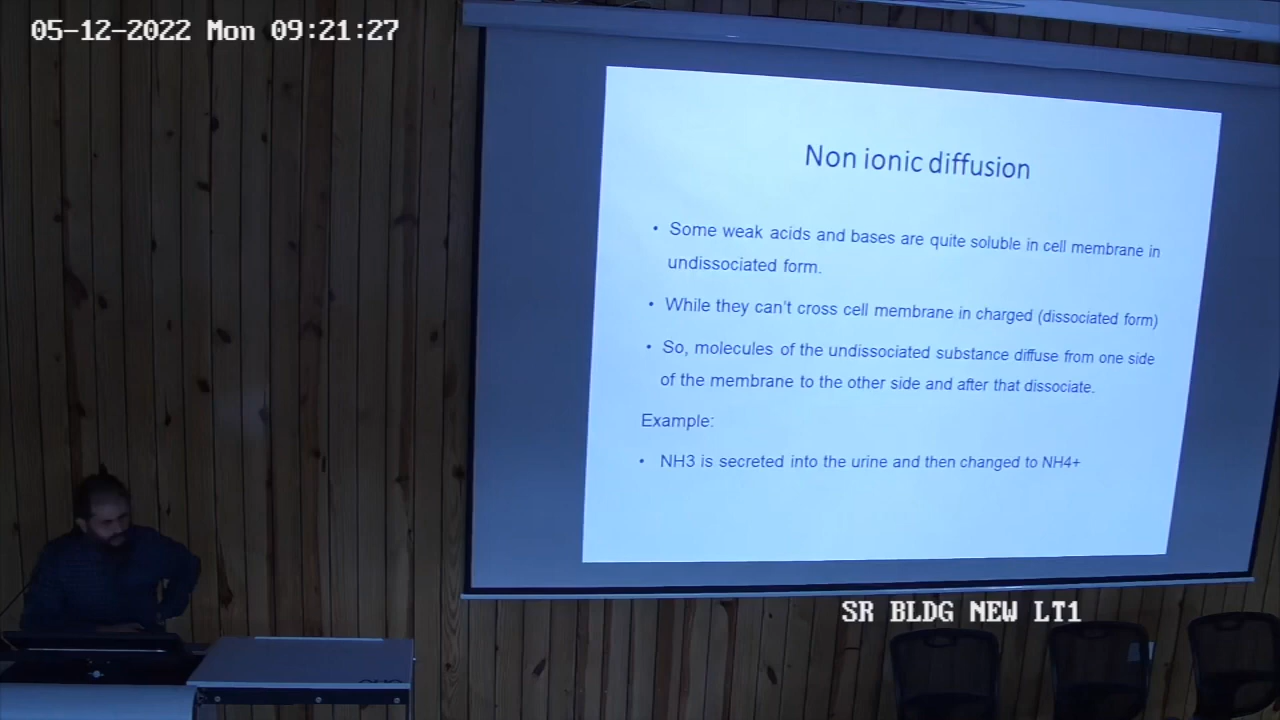 05-12-2022 Mon 09:21:27
Non ionic diffusion
• Some weak acids and bases are quite soluble in cell membrane in
undissociated form.
• While they can't cross cell membrane in charged (dissociated form)
• So, molecules of the undissociated substance diffuse from one side
of the membrane to the other side and after that dissociate.
Example:
• NH3 is secreted into the urine and then changed to NH4+
SR BLDG NEW LT1